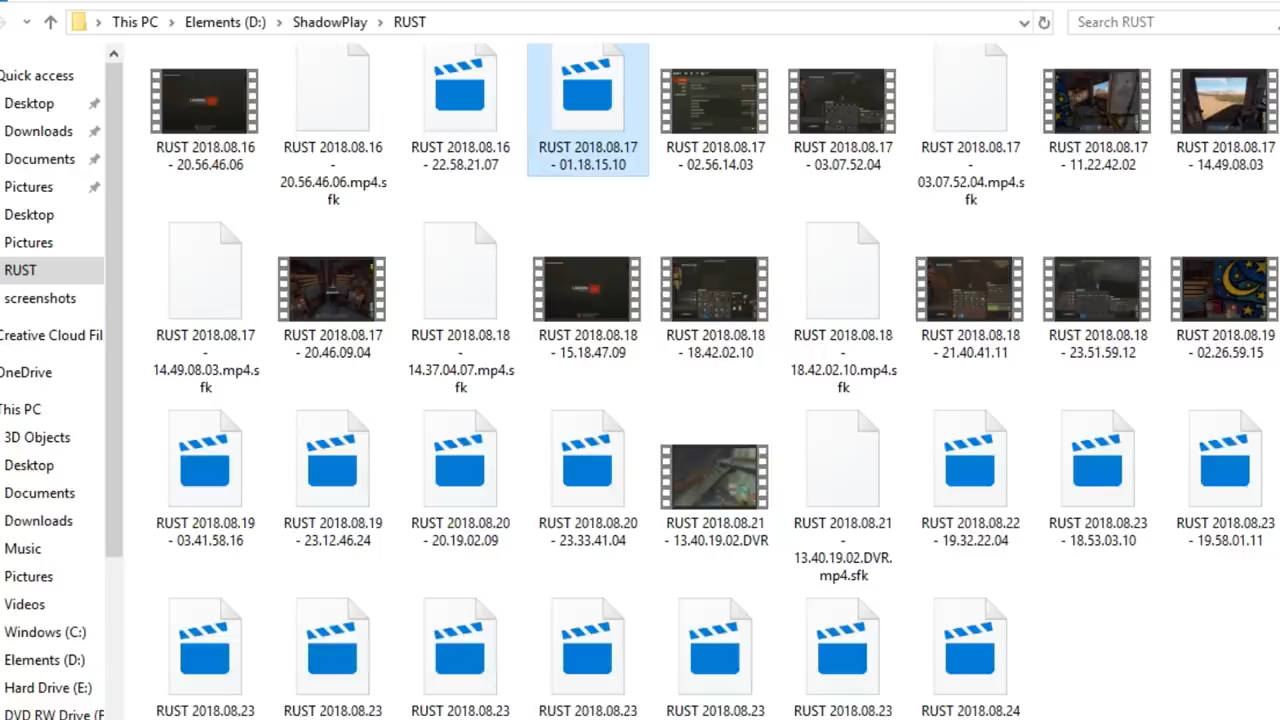 This PC > Elements (D:) > ShadowPlay > RUST
Search RUST
Quick access
Desktop
Downloads
Documents
Pictures
Desktop
Pictures
RUST
screenshots
Creative Cloud Fil
OneDrive
This PC
3D Objects
Desktop
Documents
Downloads
Music
Pictures
Videos
Windows (C:)
Elements (D:)
Hard Drive (E:)
DVD RW Drive (F
RUST 2018.08.16
- 20.56.46.06
RUST 2018.08.16
-
20.56.46.06.mp4.s
fk
RUST 2018.08.16
- 22.58.21.07
RUST 2018.08.17
- 01.18.15.10
RUST 2018.08.17
- 02.56.14.03
RUST 2018.08.17
- 03.07.52.04
RUST 2018.08.17
-
03.07.52.04.mp4.s
fk
RUST 2018.08.17
- 11.22.42.02
RUST 2018.08.17
- 14.49.08.03
RUST 2018.08.17
-
14.49.08.03.mp4.s
fk
RUST 2018.08.17
- 20.46.09.04
RUST 2018.08.18
-
14.37.04.07.mp4.s
fk
RUST 2018.08.18
- 15.18.47.09
RUST 2018.08.18
- 18.42.02.10
RUST 2018.08.18
-
18.42.02.10.mp4.s
fk
RUST 2018.08.18
- 21.40.41.11
RUST 2018.08.18
- 23.51.59.12
RUST 2018.08.19
- 02.26.59.15
RUST 2018.08.19
- 03.41.58.16
RUST 2018.08.19
- 23.12.46.24
RUST 2018.08.20
- 20.19.02.09
RUST 2018.08.20
- 23.33.41.04
RUST 2018.08.21
- 13.40.19.02.DVR
RUST 2018.08.21
-
13.40.19.02.DVR.
mp4.sfk
RUST 2018.08.22
- 19.32.22.04
RUST 2018.08.23
- 18.53.03.10
RUST 2018.08.23
- 19.58.01.11
RUST 2018.08.23
RUST 2018.08.23
RUST 2018.08.23
RUST 2018.08.23
RUST 2018.08.23
RUST 2018.08.23
RUST 2018.08.24